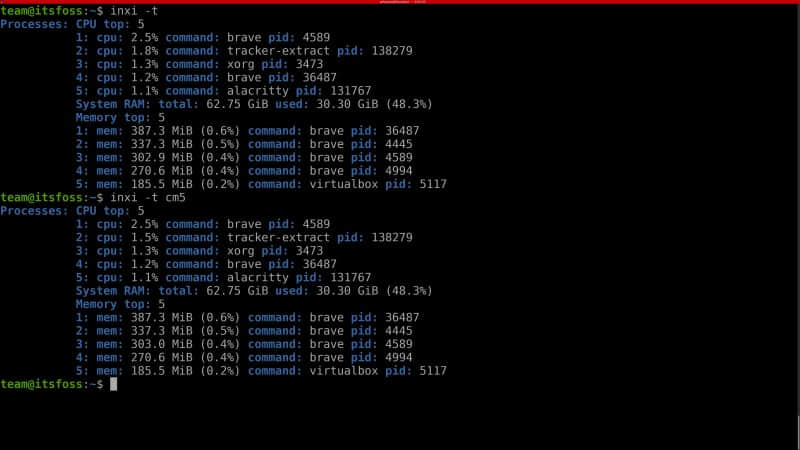 team@itsfoss:~$ inxi -t
Processes: CPU top: 5
1: cpu: 2.5% command: brave pid: 4589
2: cpu: 1.8% command: tracker-extract pid: 138279
3: cpu: 1.3% command: xorg pid: 3473
4: cpu: 1.2% command: brave pid: 36487
5: cpu: 1.1% command: alacritty pid: 131767
System RAM: total: 62.75 GiB used: 30.30 GiB (48.3%)
Memory top: 5
1: mem: 387.3 MiB (0.6%) command: brave pid: 36487
2: mem: 337.3 MiB (0.5%) command: brave pid: 4445
3: mem: 302.9 MiB (0.4%) command: brave pid: 4589
4: mem: 270.6 MiB (0.4%) command: brave pid: 4994
5: mem: 185.5 MiB (0.2%) command: virtualbox pid: 5117
team@itsfoss:~$ inxi -t cm5
Processes: CPU top: 5
1: cpu: 2.5% command: brave pid: 4589
2: cpu: 1.5% command: tracker-extract pid: 138279
3: cpu: 1.3% command: xorg pid: 3473
4: cpu: 1.2% command: brave pid: 36487
5: cpu: 1.1% command: alacritty pid: 131767
System RAM: total: 62.75 GiB used: 30.30 GiB (48.3%)
Memory top: 5
1: mem: 387.3 MiB (0.6%) command: brave pid: 36487
2: mem: 337.3 MiB (0.5%) command: brave pid: 4445
3: mem: 303.0 MiB (0.4%) command: brave pid: 4589
4: mem: 270.6 MiB (0.4%) command: brave pid: 4994
5: mem: 185.5 MiB (0.2%) command: virtualbox pid: 5117
team@itsfoss:~$